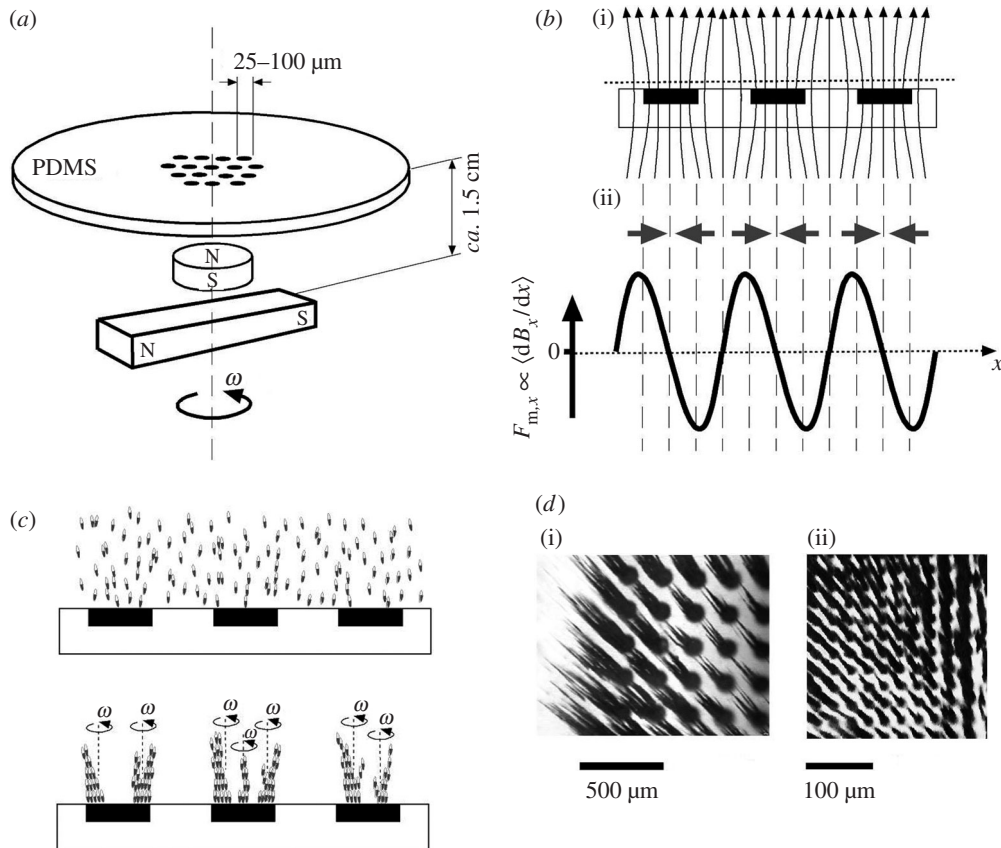 (a)
25–100 µm
PDMS
ca. 1.5 cm
N
S
N
S
ω
(b)
(i)
(ii)
F_m,x ∝ ⟨dB_x/dx⟩
0
x
(c)
ω
ω
ω
ω
ω
ω
ω
(d)
(i)
(ii)
500 µm
100 µm